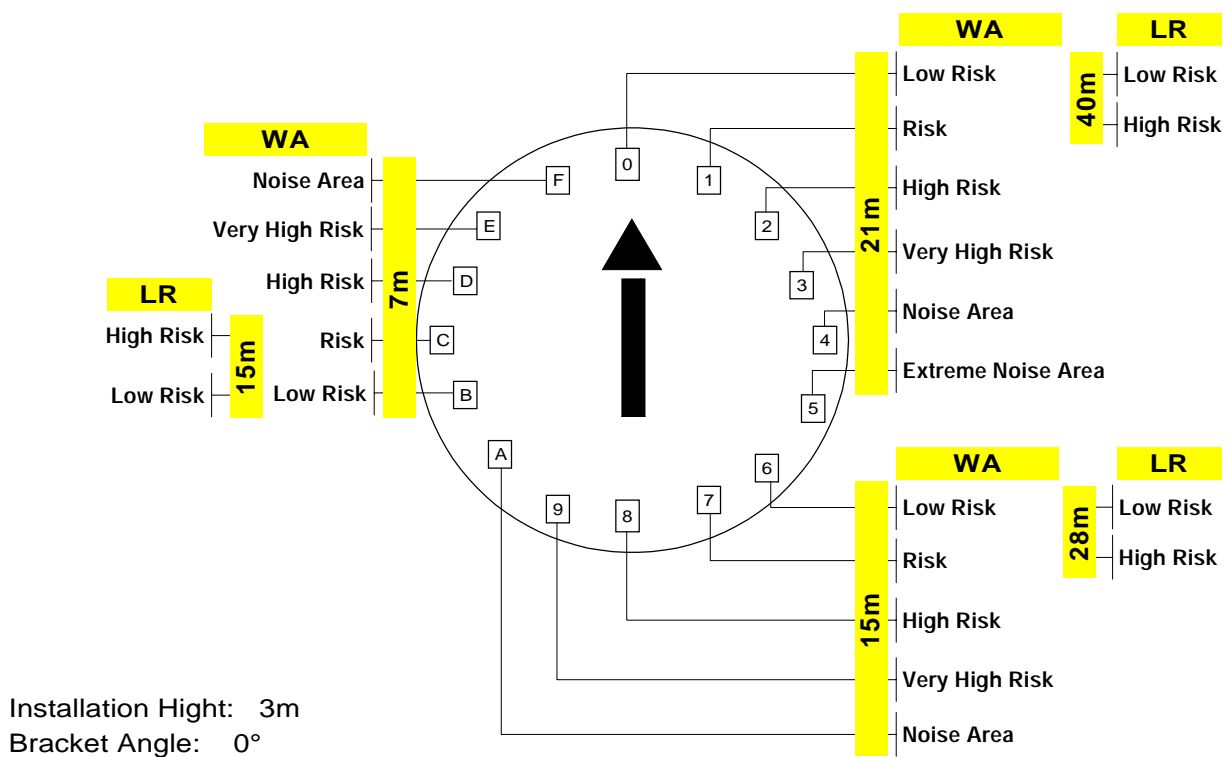 WA
LR
Low Risk
Risk
High Risk
Very High Risk
Noise Area
Extreme Noise Area
21m
40m
Low Risk
High Risk
WA
Noise Area
Very High Risk
High Risk
Risk
Low Risk
7m
LR
High Risk
Low Risk
15m
0
1
2
3
4
5
6
7
8
9
A
B
C
D
E
F
WA
LR
Low Risk
Risk
High Risk
Very High Risk
Noise Area
15m
28m
Low Risk
High Risk
Installation Hight: 3m
Bracket Angle: 0°